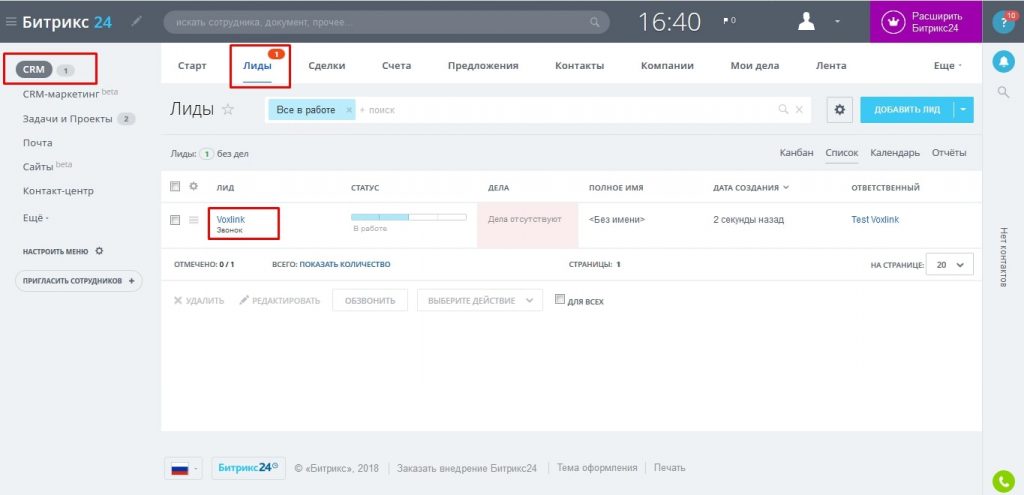 Битрикс 24
искать сотрудника, документ, прочее...
16:40
0
Расширить
Битрикс24
? 10
CRM 1
CRM-маркетинг beta
Задачи и Проекты 2
Почта
Сайты beta
Контакт-центр
Ещё -
НАСТРОИТЬ МЕНЮ
ПРИГЛАСИТЬ СОТРУДНИКОВ +
Старт Лиды 1 Сделки Счета Предложения Контакты Компании Мои дела Лента Еще -
Лиды Все в работе × + поиск ДОБАВИТЬ ЛИД
Лиды: 1 без дел Канбан Список Календарь Отчёты
ЛИД СТАТУС ДЕЛА ПОЛНОЕ ИМЯ ДАТА СОЗДАНИЯ ОТВЕТСТВЕННЫЙ
Voxlink Дела отсутствуют <Без имени> 2 секунды назад Test Voxlink
Звонок В работе
ОТМЕЧЕНО: 0 / 1 ВСЕГО: ПОКАЗАТЬ КОЛИЧЕСТВО СТРАНИЦЫ: 1 НА СТРАНИЦЕ: 20
УДАЛИТЬ РЕДАКТИРОВАТЬ ОБЗВОНИТЬ ВЫБЕРИТЕ ДЕЙСТВИЕ ДЛЯ ВСЕХ
Нет контактов
Битрикс24 © «Битрикс», 2018 Заказать внедрение Битрикс24 Тема оформления Печать